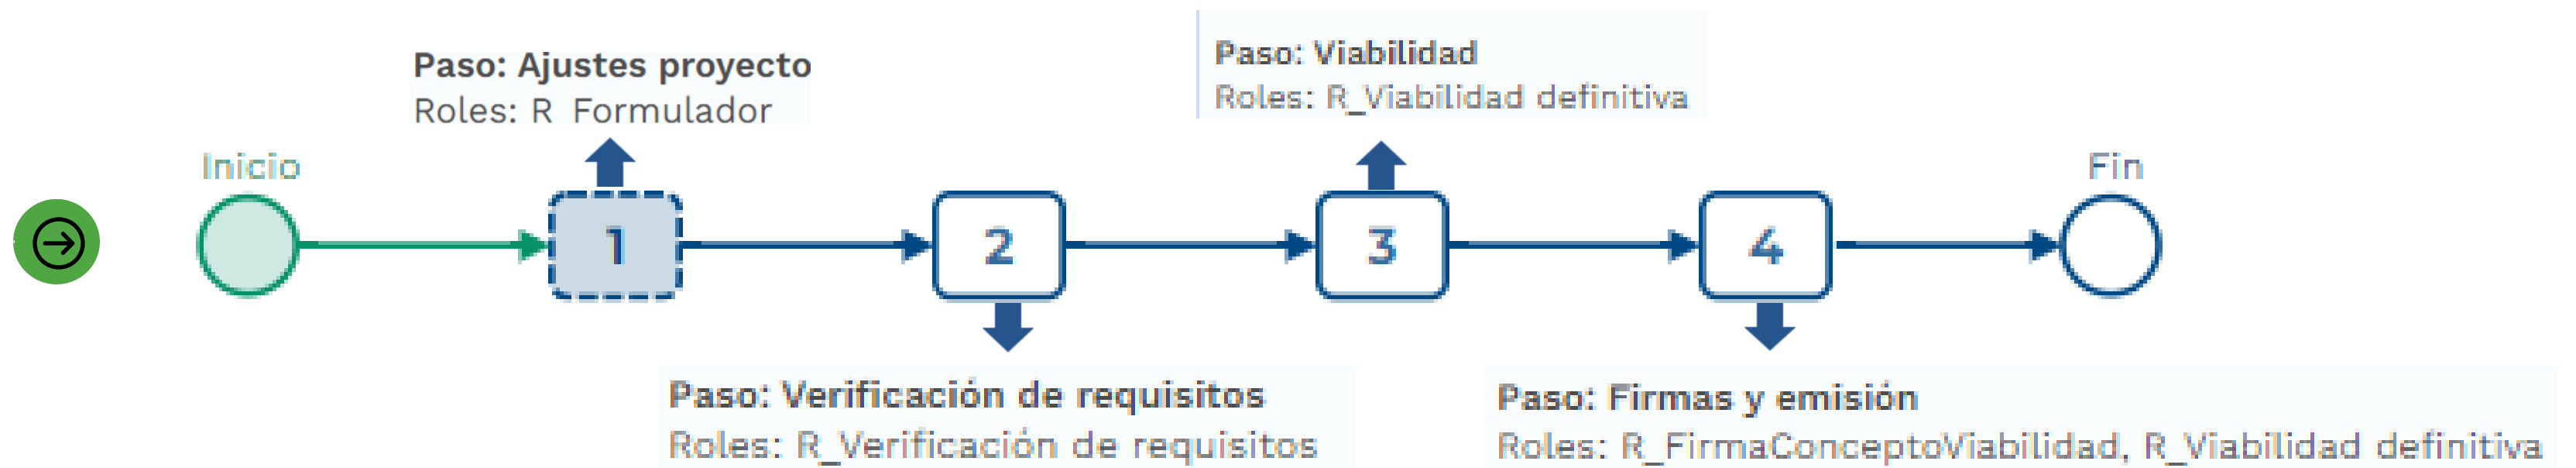 Paso: Ajustes proyecto
Roles: R_Formulador
Paso: Viabilidad
Roles: R_Viabilidad definitiva
Inicio
Fin
1
2
3
4
Paso: Verificación de requisitos
Roles: R_Verificación de requisitos
Paso: Firmas y emisión
Roles: R_FirmaConceptoViabilidad, R_Viabilidad definitiva